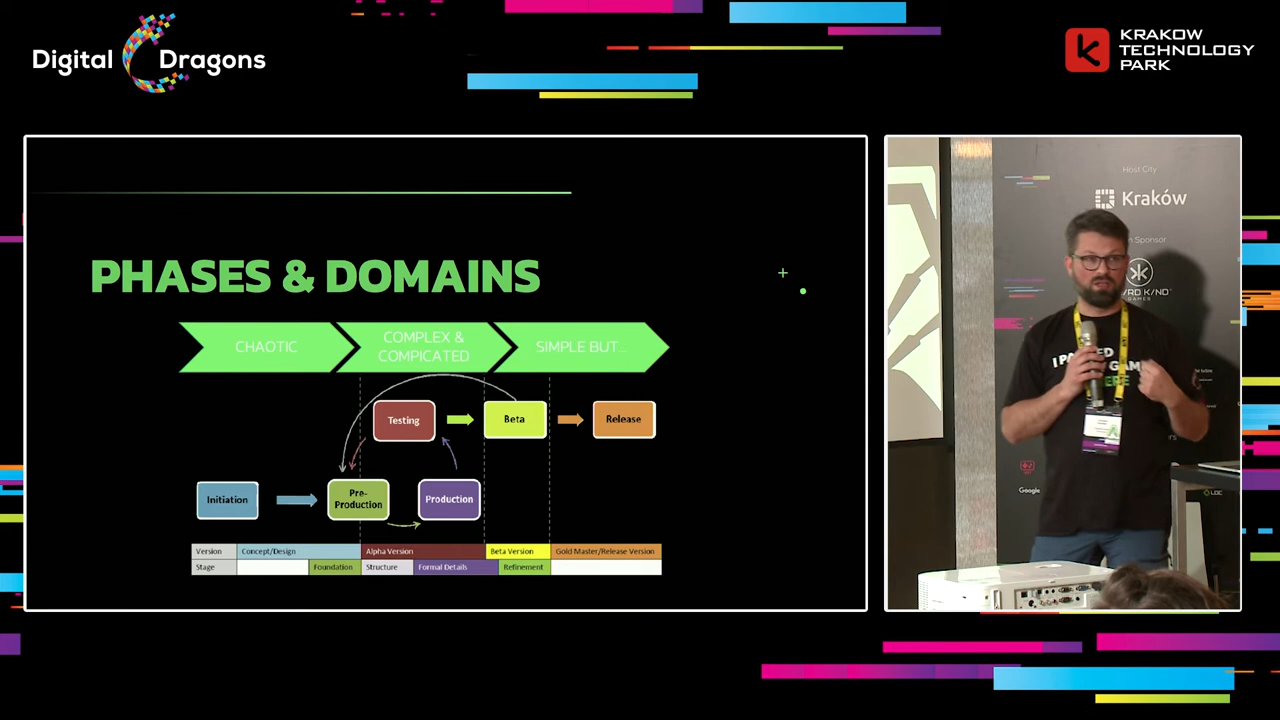 Digital Dragons
KRAKOW
TECHNOLOGY
PARK
PHASES & DOMAINS
CHAOTIC
COMPLEX &
COMPICATED
SIMPLE BUT...
Testing
Beta
Release
Initiation
Pre-
Production
Production
Version Concept/Design Alpha Version Beta Version Gold Master/Release Version
Stage Foundation Structure Formal Details Refinement
Host City
Kraków
Sponsor
GAMES
Google
LDC